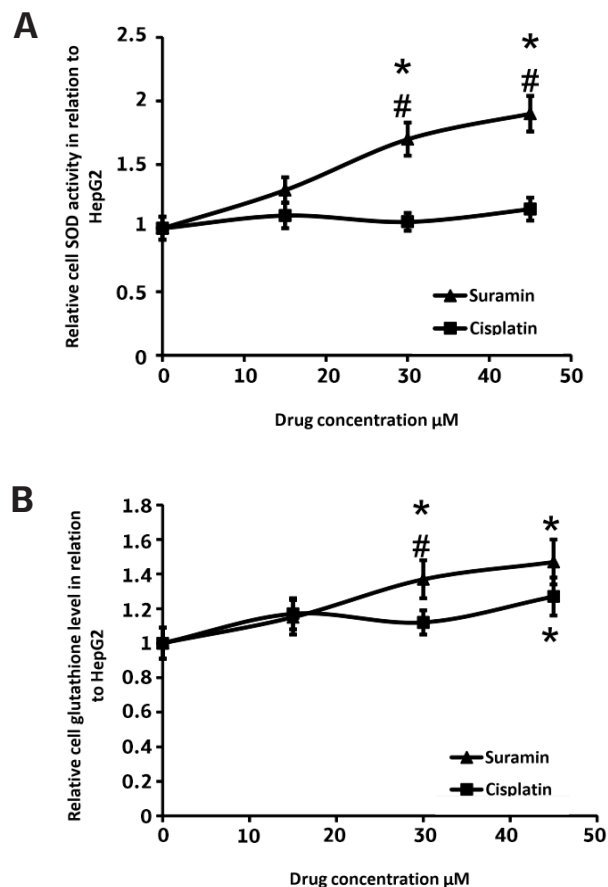 A
Relative cell SOD activity in relation to
HepG2
2.5
2
1.5
1
0.5
0
* #
* #
Suramin
Cisplatin
0 10 20 30 40 50
Drug concentration µM
B
Relative cell glutathione level in relation
to HepG2
1.8
1.6
1.4
1.2
1
0.8
0.6
0.4
0.2
0
* #
*
*
Suramin
Cisplatin
0 10 20 30 40 50
Drug concentration µM